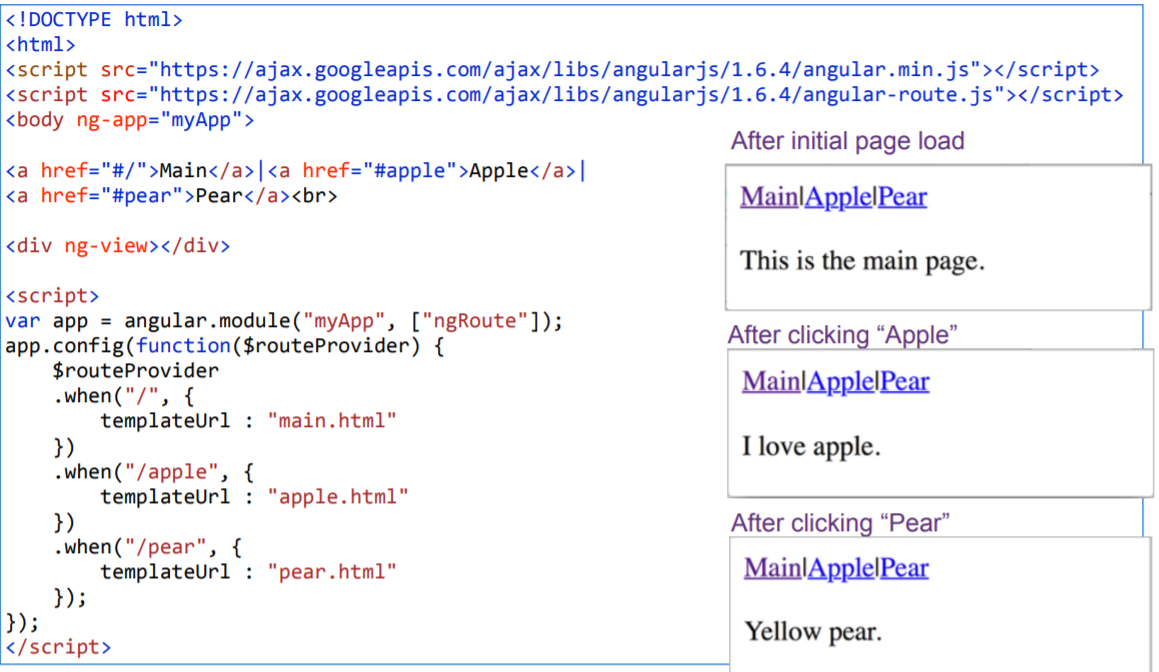 <!DOCTYPE html>
<html>
<script src="https://ajax.googleapis.com/ajax/libs/angularjs/1.6.4/angular.min.js"></script>
<script src="https://ajax.googleapis.com/ajax/libs/angularjs/1.6.4/angular-route.js"></script>
<body ng-app="myApp">
<a href="#/">Main</a>|<a href="#apple">Apple</a>|
<a href="#pear">Pear</a><br>
<div ng-view></div>
<script>
var app = angular.module("myApp", ["ngRoute"]);
app.config(function($routeProvider) {
    $routeProvider
    .when("/", {
        templateUrl : "main.html"
    })
    .when("/apple", {
        templateUrl : "apple.html"
    })
    .when("/pear", {
        templateUrl : "pear.html"
    });
});
</script>
After initial page load
Main|Apple|Pear
This is the main page.
After clicking “Apple”
Main|Apple|Pear
I love apple.
After clicking “Pear”
Main|Apple|Pear
Yellow pear.